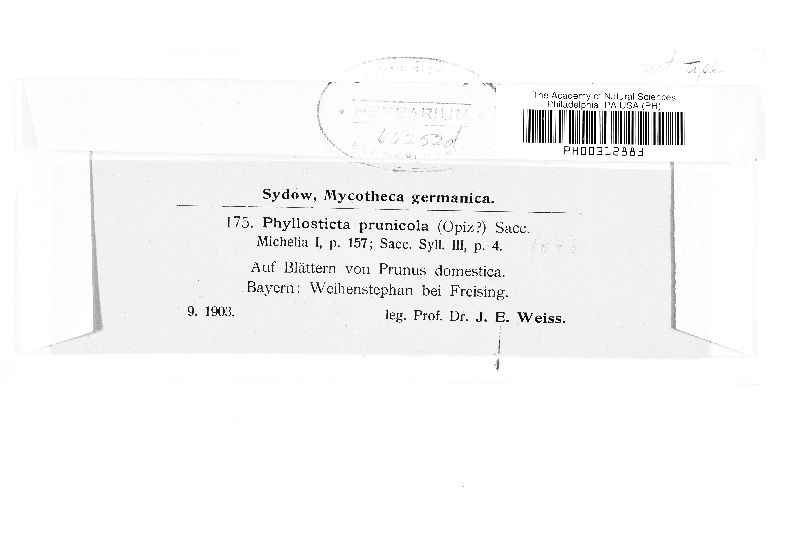 not type
The Academy of Natural Sciences
Philadelphia, PA USA (PH)
PH00312883
HERBARIUM
Sydow, Mycotheca germanica.
175. Phyllosticta prunicola (Opiz?) Sacc.
Michelia I, p. 157; Sacc. Syll. III, p. 4. 1878
Auf Blättern von Prunus domestica.
Bayern: Weihenstephan bei Freising.
9. 1903. leg. Prof. Dr. J. E. Weiss.